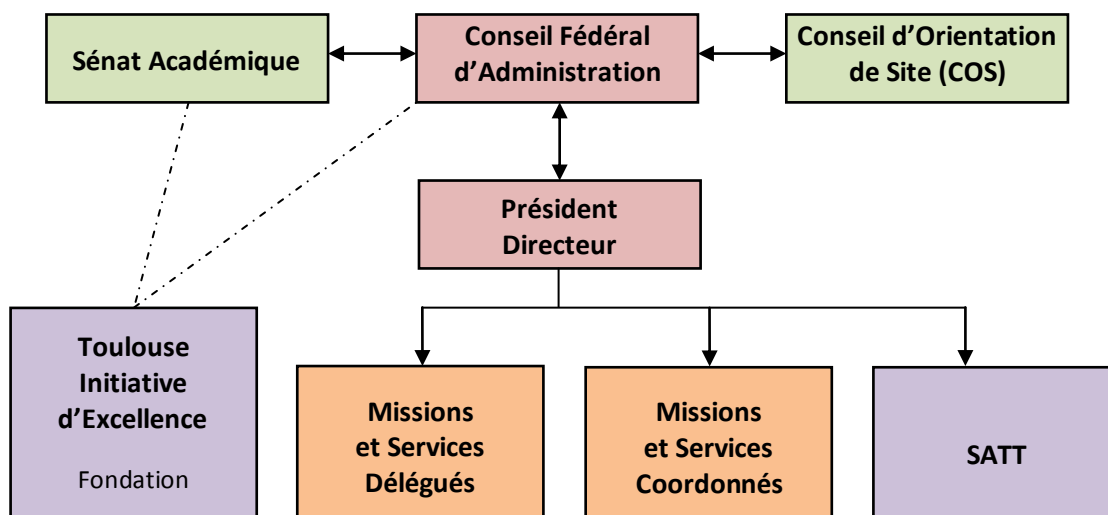 Sénat Académique
Conseil Fédéral
d’Administration
Conseil d’Orientation
de Site (COS)
Président
Directeur
Toulouse
Initiative
d’Excellence
Fondation
Missions
et Services
Délégués
Missions
et Services
Coordonnés
SATT